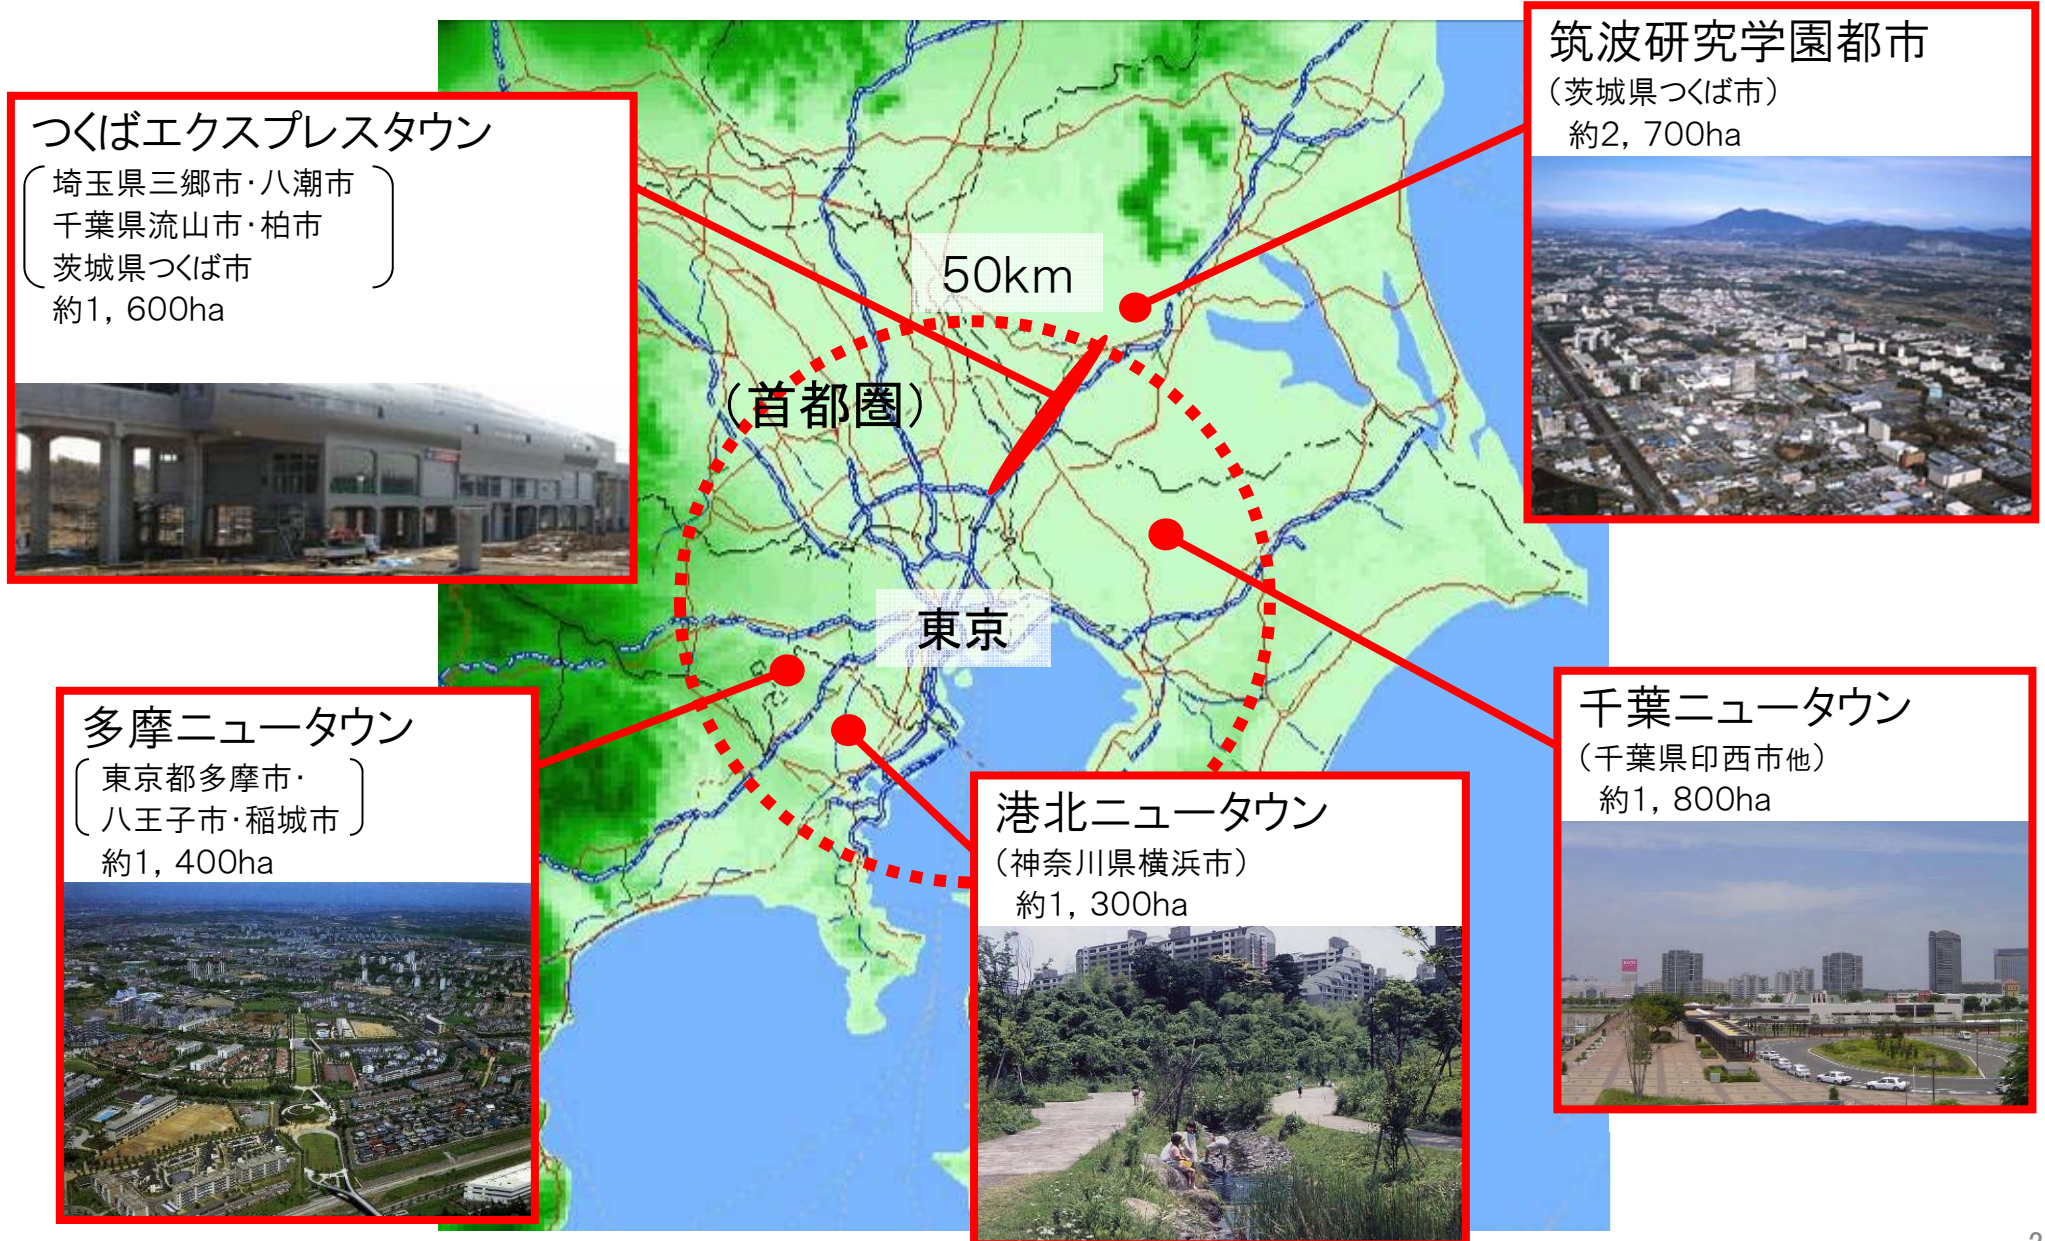 つくばエクスプレスタウン
埼玉県三郷市・八潮市
千葉県流山市・柏市
茨城県つくば市
約1，600ha
筑波研究学園都市
（茨城県つくば市）
約2，700ha
50km
（首都圏）
東京
多摩ニュータウン
東京都多摩市・
八王子市・稲城市
約1，400ha
港北ニュータウン
（神奈川県横浜市）
約1，300ha
千葉ニュータウン
（千葉県印西市他）
約1，800ha